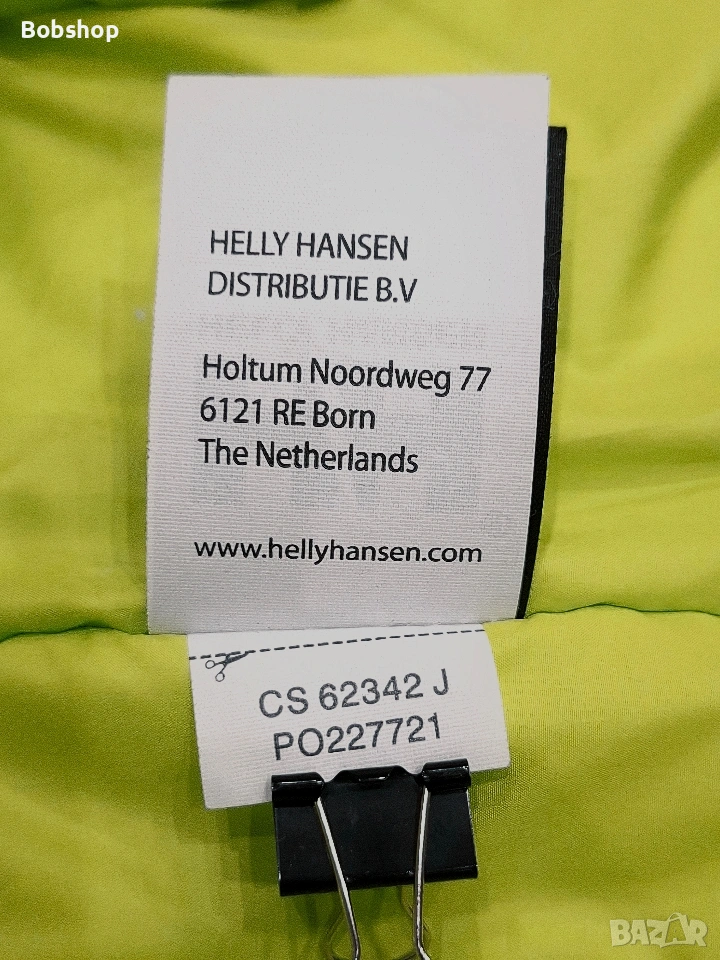 Bobshop
HELLY HANSEN
DISTRIBUTIE B.V
Holtum Noordweg 77
6121 RE Born
The Netherlands
www.hellyhansen.com
CS 62342 J
PO227721
BAZAR